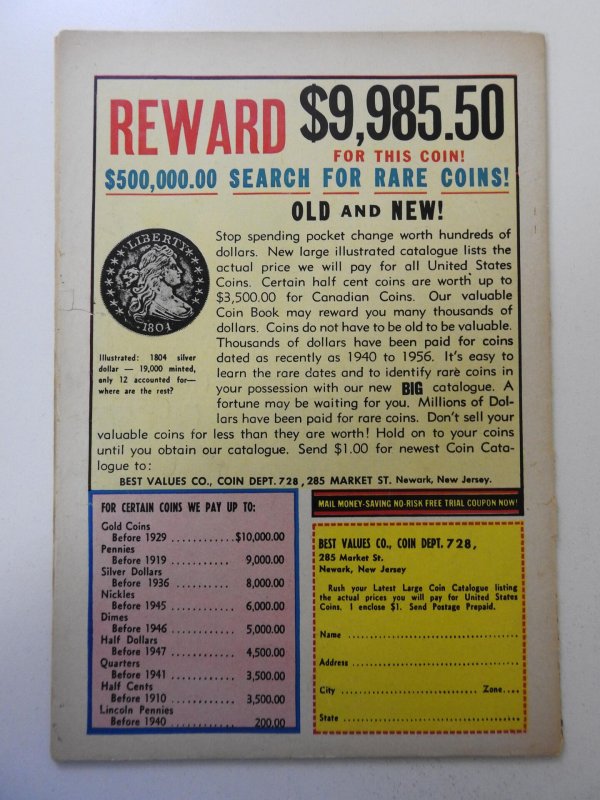 REWARD $9,985.50
FOR THIS COIN!
$500,000.00 SEARCH FOR RARE COINS!
OLD AND NEW!
LIBERTY
1804
Illustrated: 1804 silver
dollar — 19,000 minted,
only 12 accounted for—
where are the rest?
Stop spending pocket change worth hundreds of
dollars. New large illustrated catalogue lists the
actual price we will pay for all United States
Coins. Certain half cent coins are worth up to
$3,500.00 for Canadian Coins. Our valuable
Coin Book may reward you many thousands of
dollars. Coins do not have to be old to be valuable.
Thousands of dollars have been paid for coins
dated as recently as 1940 to 1956. It's easy to
learn the rare dates and to identify rare coins in
your possession with our new BIG catalogue. A
fortune may be waiting for you. Millions of Dol-
lars have been paid for rare coins. Don't sell your
valuable coins for less than they are worth! Hold on to your coins
until you obtain our catalogue. Send $1.00 for newest Coin Cata-
logue to:
BEST VALUES CO., COIN DEPT. 728, 285 MARKET ST. Newark, New Jersey.
FOR CERTAIN COINS WE PAY UP TO:
Gold Coins
Before 1929 ............ $10,000.00
Pennies
Before 1919 ............ 9,000.00
Silver Dollars
Before 1936 ............ 8,000.00
Nickles
Before 1945 ............ 6,000.00
Dimes
Before 1946 ............ 5,000.00
Half Dollars
Before 1947 ............ 4,500.00
Quarters
Before 1941 ............ 3,500.00
Half Cents
Before 1910 ............ 3,500.00
Lincoln Pennies
Before 1940 ............ 200.00
MAIL MONEY-SAVING NO-RISK FREE TRIAL COUPON NOW!
BEST VALUES CO., COIN DEPT. 728,
285 Market St.
Newark, New Jersey
Rush your Latest Large Coin Catalogue listing
the actual prices you will pay for United States
Coins. I enclose $1. Send Postage Prepaid.
Name ............
Address ............
City ............ Zone....
State ............